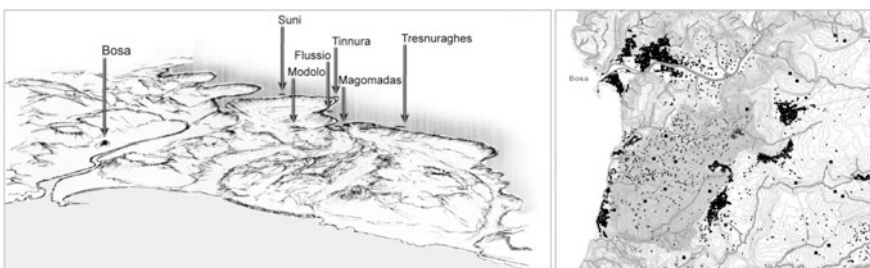 Suni
Tinnura
Tresnuraghes
Bosa
Flussio
Modolo
Magomadas
Bosa